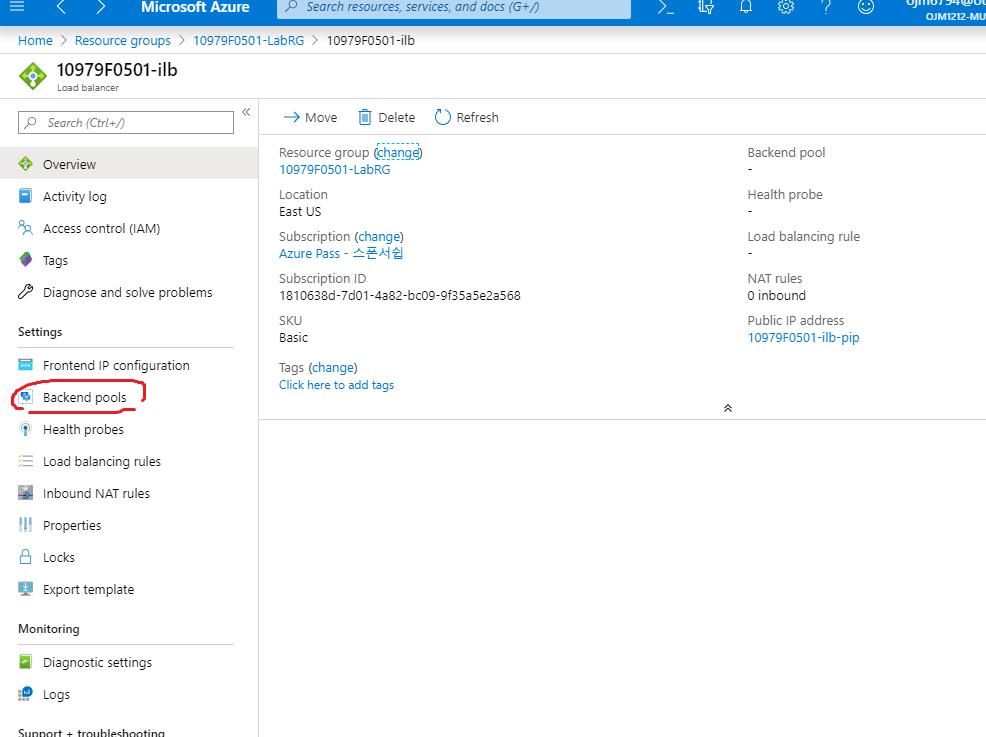 Microsoft Azure
Search resources, services, and docs (G+/)
OJM1212-MU
Home > Resource groups > 10979F0501-LabRG > 10979F0501-ilb
10979F0501-ilb
Load balancer
Search (Ctrl+/)
«
Overview
Activity log
Access control (IAM)
Tags
Diagnose and solve problems
Settings
Frontend IP configuration
Backend pools
Health probes
Load balancing rules
Inbound NAT rules
Properties
Locks
Export template
Monitoring
Diagnostic settings
Logs
Support + troubleshooting
Move
Delete
Refresh
Resource group (change)
10979F0501-LabRG
Location
East US
Subscription (change)
Azure Pass - 스폰서쉽
Subscription ID
1810638d-7d01-4a82-bc09-9f35a5e2a568
SKU
Basic
Tags (change)
Click here to add tags
Backend pool
-
Health probe
-
Load balancing rule
-
NAT rules
0 inbound
Public IP address
10979F0501-ilb-pip